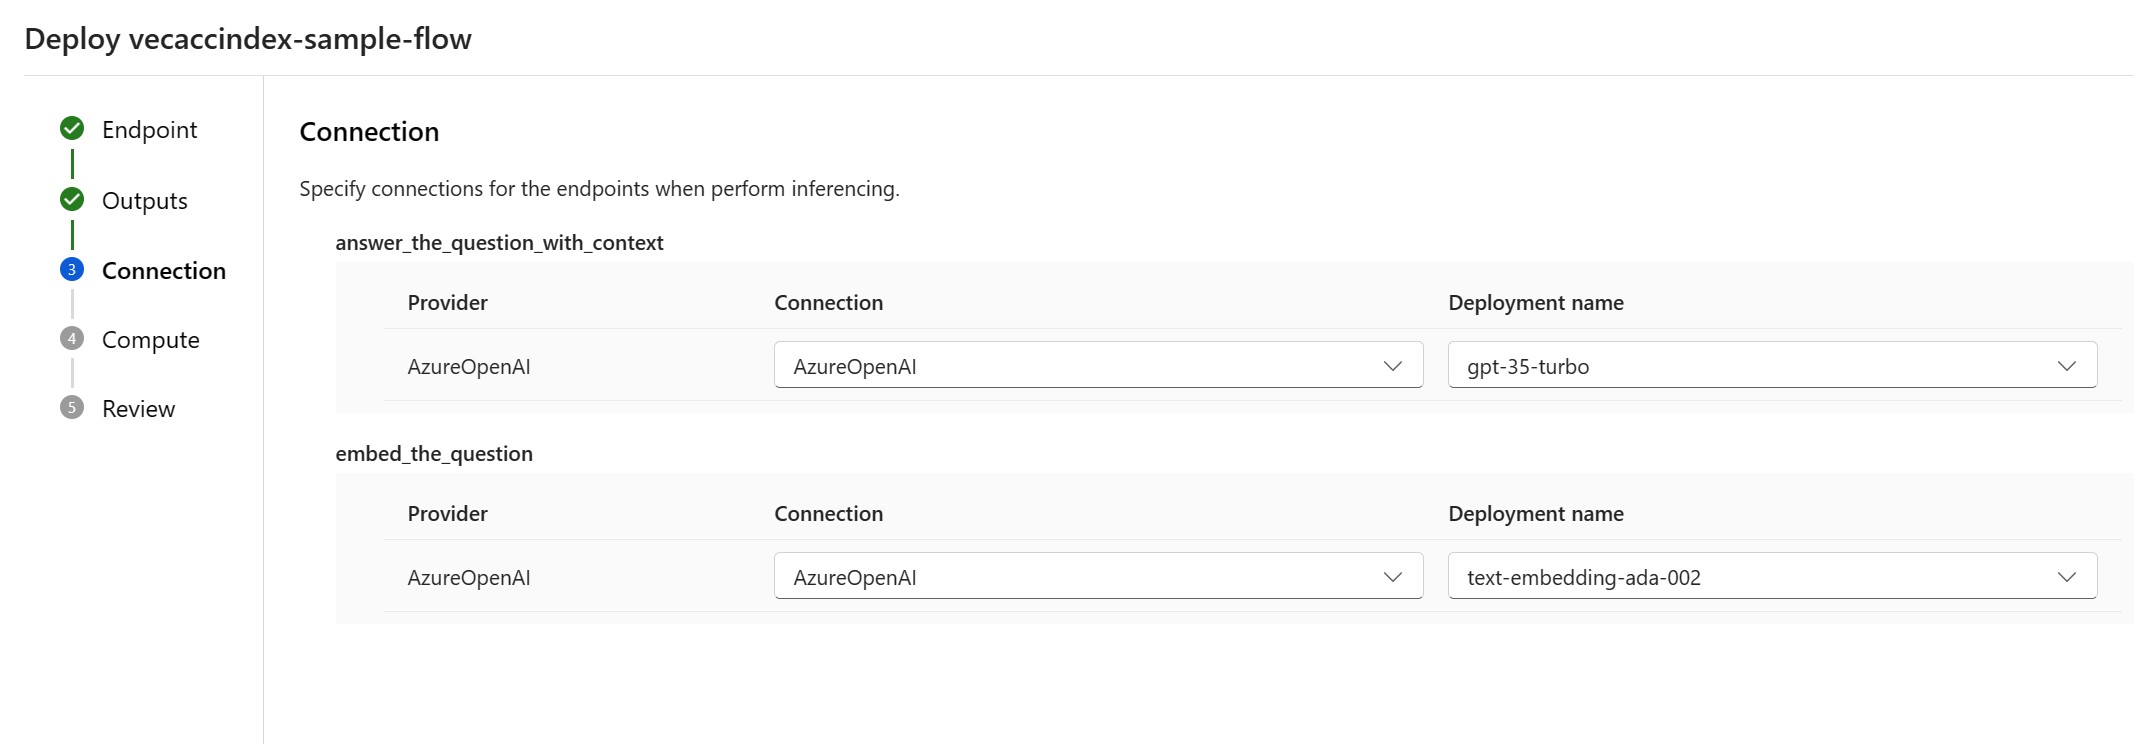 Deploy vecaccindex-sample-flow
Endpoint
Outputs
3 Connection
4 Compute
5 Review
Connection
Specify connections for the endpoints when perform inferencing.
answer_the_question_with_context
Provider Connection Deployment name
AzureOpenAI AzureOpenAI gpt-35-turbo
embed_the_question
Provider Connection Deployment name
AzureOpenAI AzureOpenAI text-embedding-ada-002